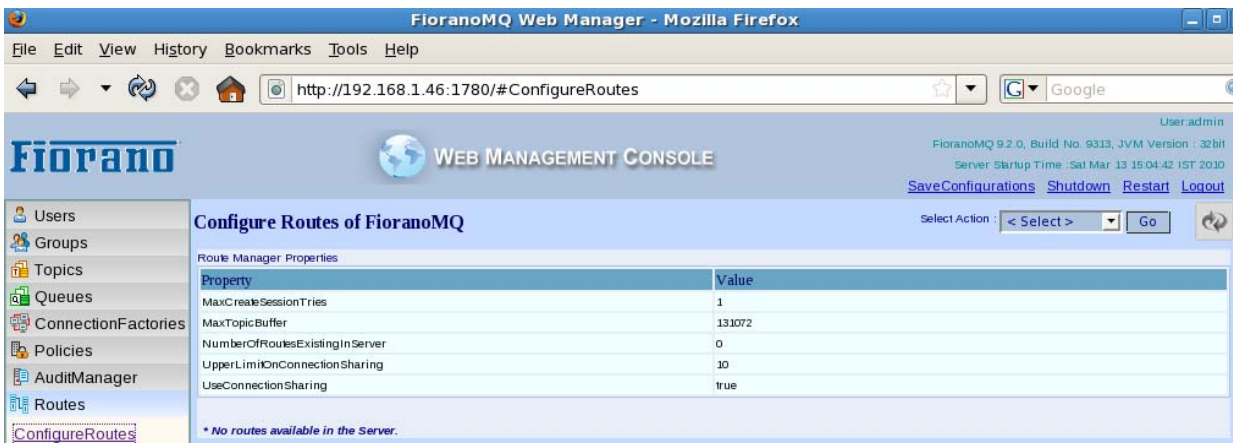 FioranoMQ Web Manager - Mozilla Firefox
File Edit View History Bookmarks Tools Help
http://192.168.1.46:1780/#ConfigureRoutes
G Google
Fiorano
WEB MANAGEMENT CONSOLE
User:admin
FioranoMQ 9.2.0, Build No. 9313, JVM Version : 32bit
Server Startup Time :Sat Mar 13 15:04:42 IST 2010
SaveConfigurations Shutdown Restart Logout
Users
Groups
Topics
Queues
ConnectionFactories
Policies
AuditManager
Routes
ConfigureRoutes
Configure Routes of FioranoMQ
Select Action : < Select > Go
Route Manager Properties
Property Value
MaxCreateSessionTries 1
MaxTopicBuffer 131072
NumberOfRoutesExistingInServer 0
UpperLimitOnConnectionSharing 10
UseConnectionSharing true
* No routes available in the Server.